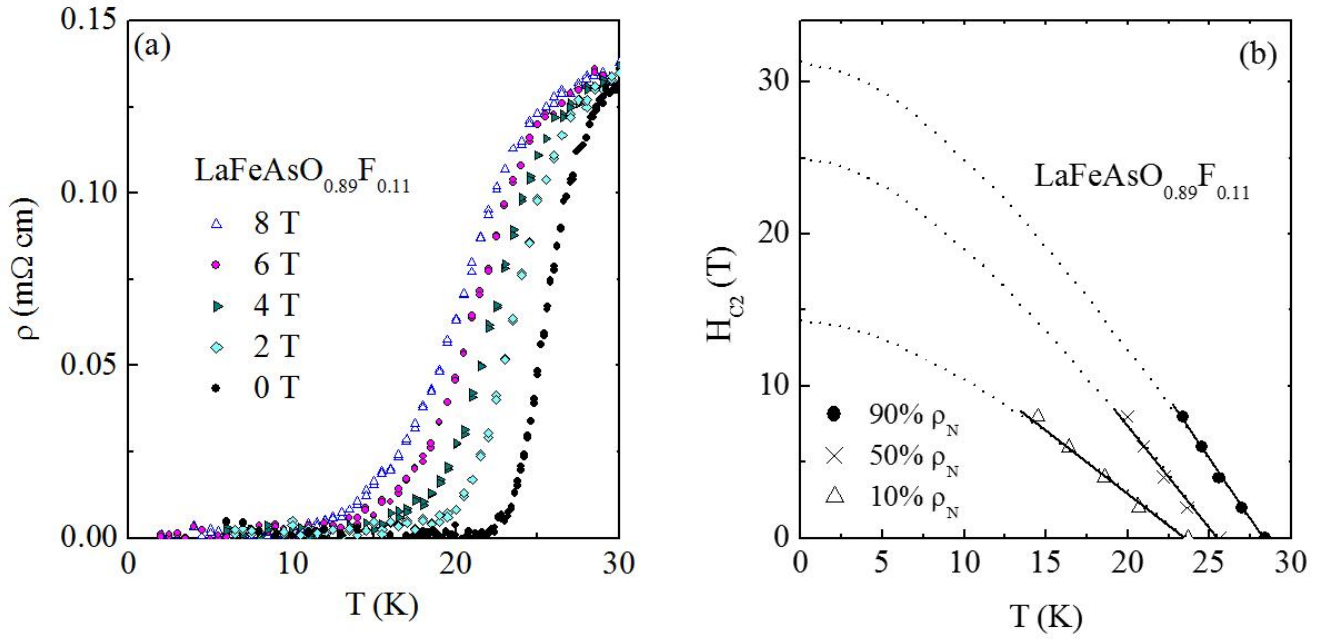 (a)
0.15
0.10
0.05
0.00
ρ (mΩ cm)
LaFeAsO0.89F0.11
8 T
6 T
4 T
2 T
0 T
0 10 20 30
T (K)
(b)
30
20
10
0
HC2 (T)
LaFeAsO0.89F0.11
90% ρN
50% ρN
10% ρN
0 5 10 15 20 25 30
T (K)